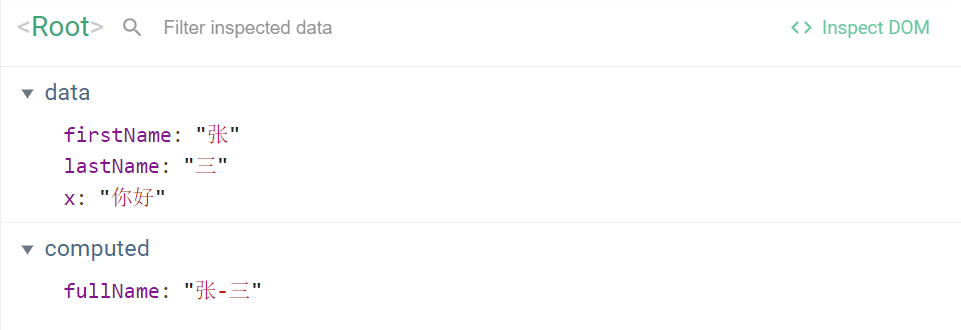 <Root> Filter inspected data <> Inspect DOM
data
firstName: "张"
lastName: "三"
x: "你好"
computed
fullName: "张-三"